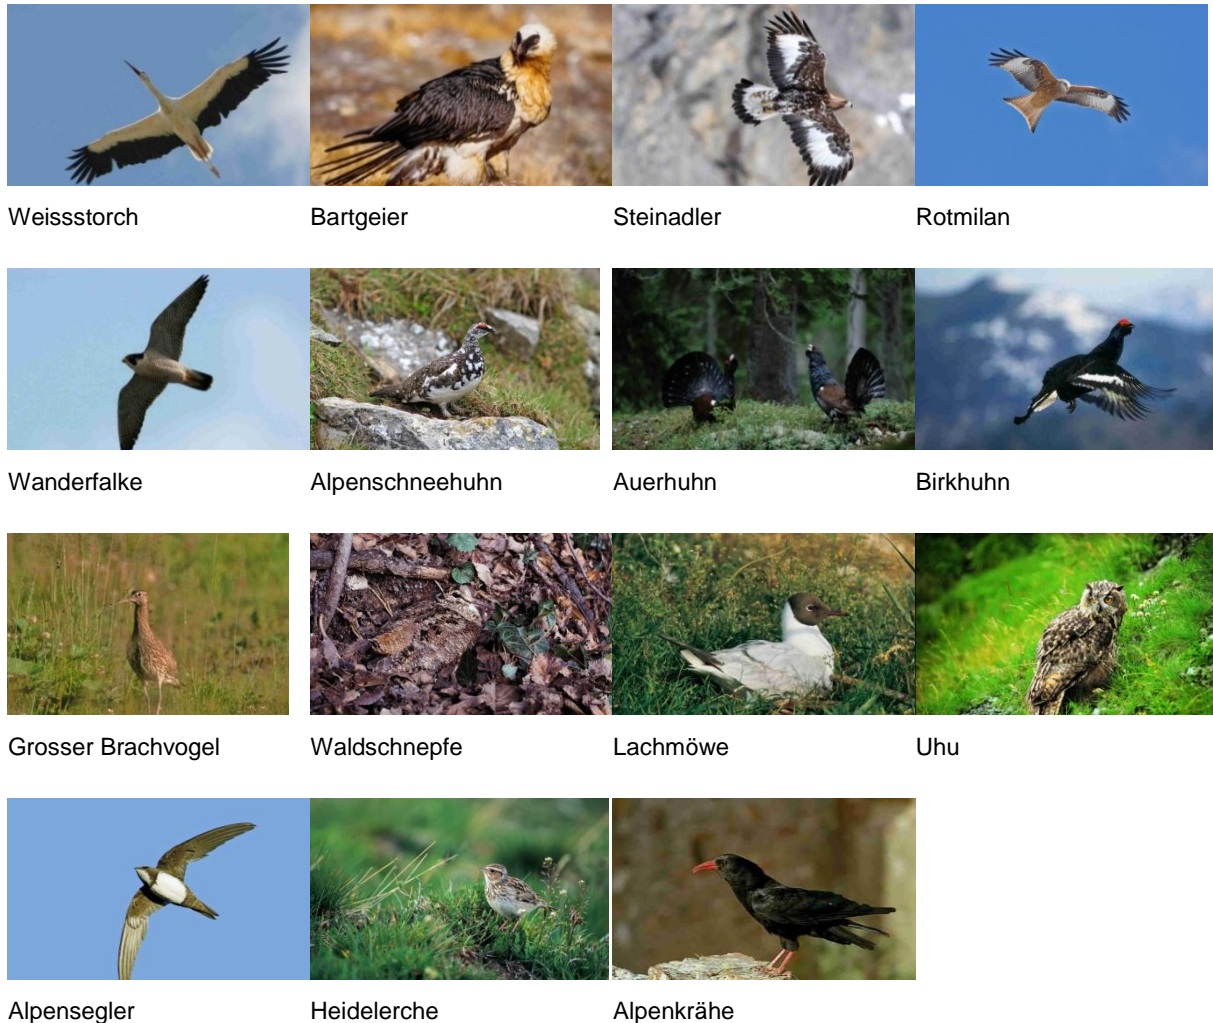 Weissstorch
Bartgeier
Steinadler
Rotmilan
Wanderfalke
Alpenschneehuhn
Auerhuhn
Birkhuhn
Grosser Brachvogel
Waldschnepfe
Lachmöwe
Uhu
Alpensegler
Heidelerche
Alpenkrähe